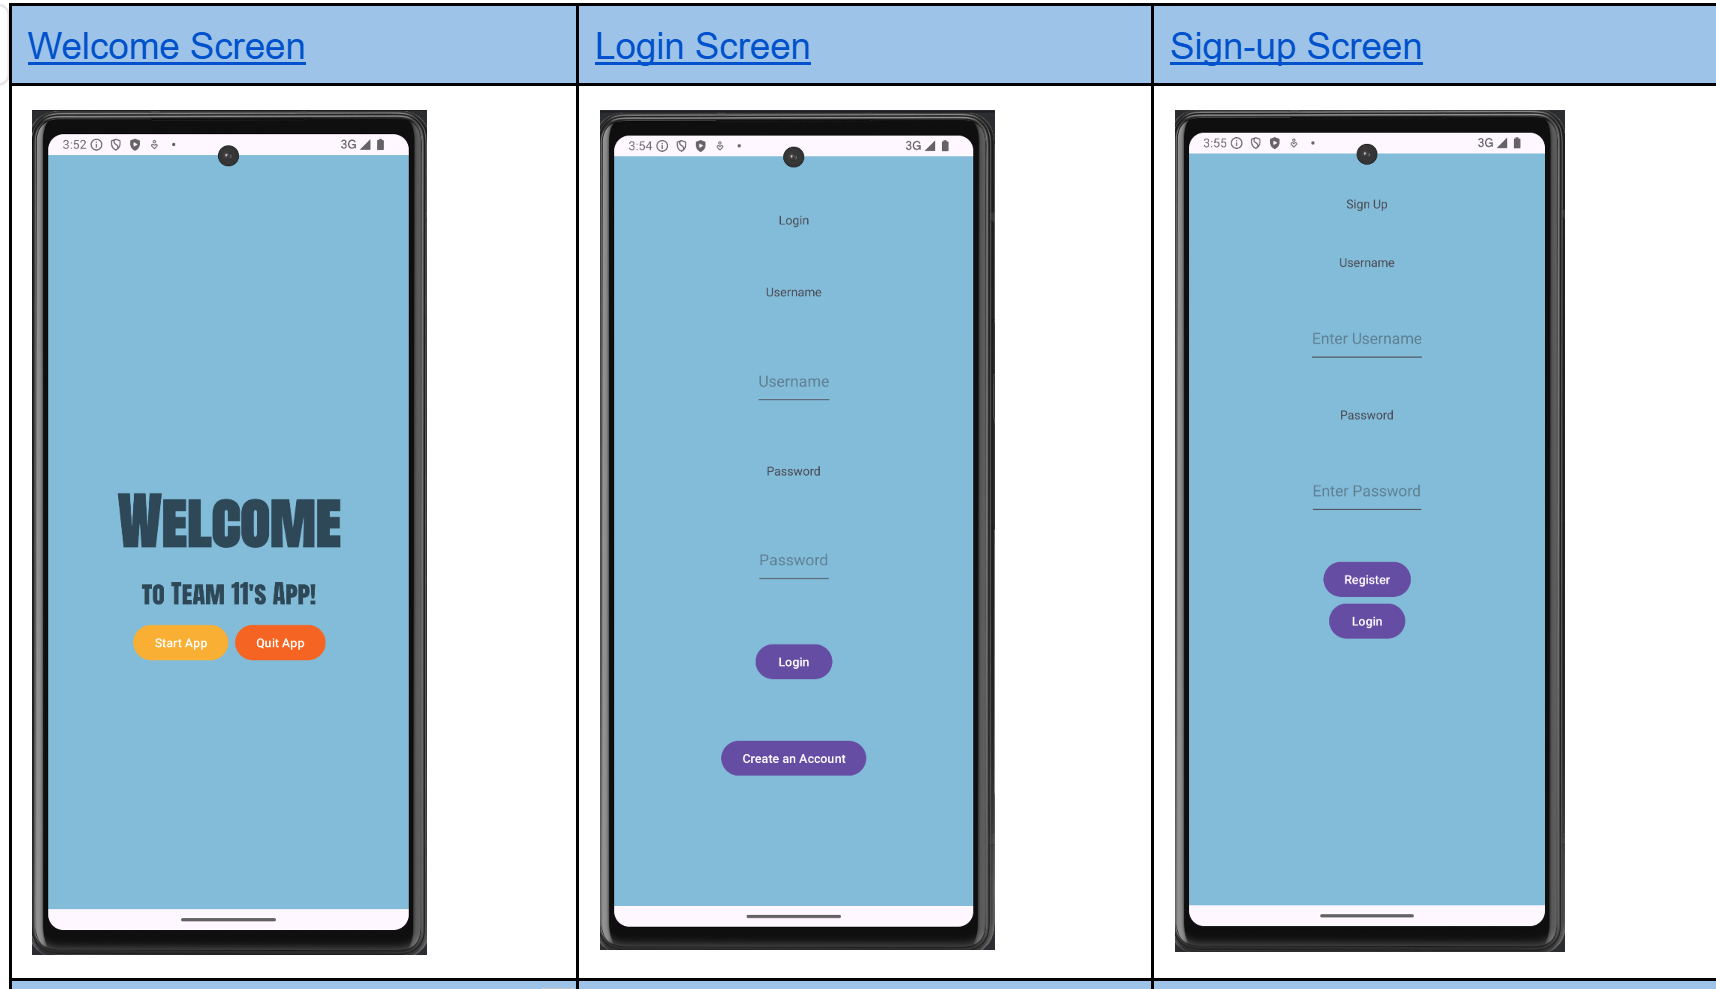 Welcome Screen
Login Screen
Sign-up Screen
3:52
3G
WELCOME
TO TEAM 11'S APP!
Start App
Quit App
3:54
3G
Login
Username
Username
Password
Password
Login
Create an Account
3:55
3G
Sign Up
Username
Enter Username
Password
Enter Password
Register
Login